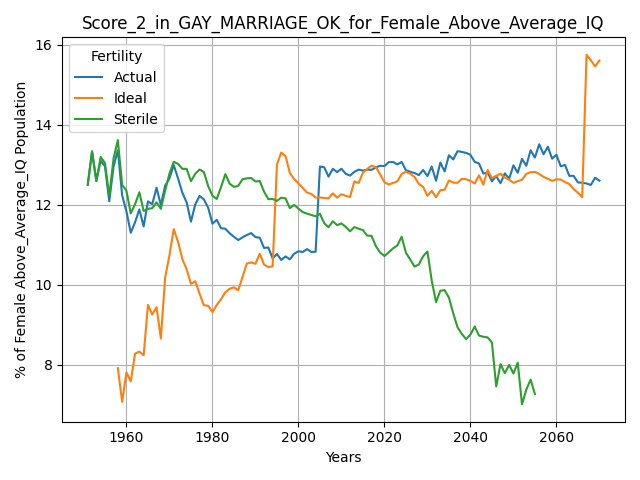 Score_2_in_GAY_MARRIAGE_OK_for_Female_Above_Average_IQ
% of Female Above_Average_IQ Population
16
14
12
10
8
Fertility
Actual
Ideal
Sterile
1960
1980
2000
2020
2040
2060
Years